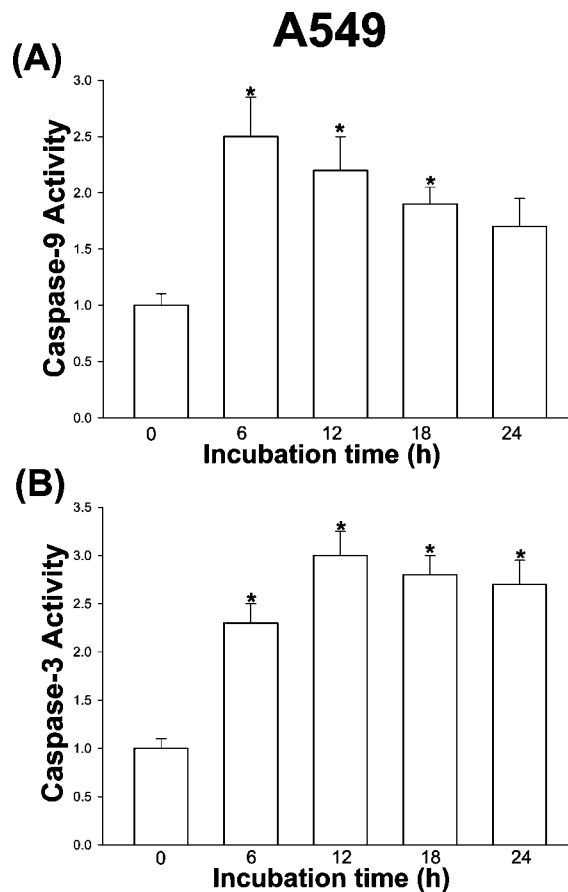 A549
(A)
Caspase-9 Activity
3.0
2.5
2.0
1.5
1.0
0.5
0.0
*
*
*
0 6 12 18 24
Incubation time (h)
(B)
Caspase-3 Activity
3.5
3.0
2.5
2.0
1.5
1.0
0.5
0.0
*
*
*
*
0 6 12 18 24
Incubation time (h)